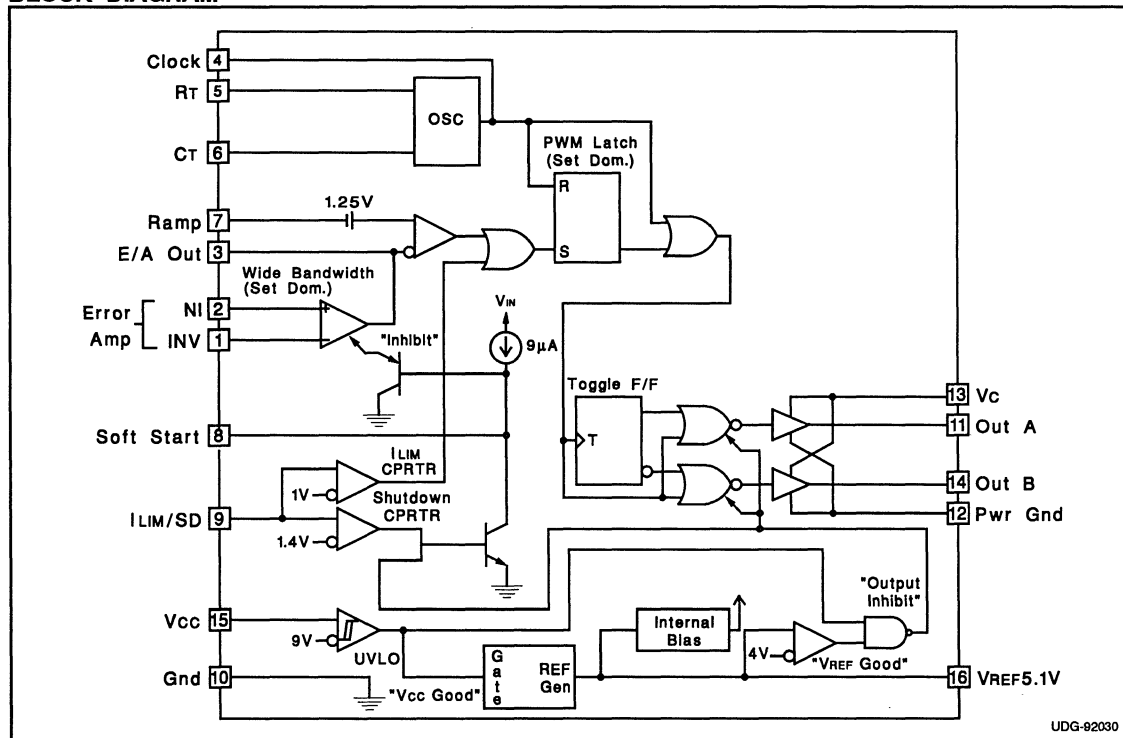 Clock 4
RT 5
OSC
PWM Latch
(Set Dom.)
CT 6
R
S
1.25V
Ramp 7
E/A Out 3
Wide Bandwidth
(Set Dom.)
Error
Amp
NI 2
INV 1
+
−
"Inhibit"
VIN
9µA
Toggle F/F
T
13 Vc
11 Out A
14 Out B
12 Pwr Gnd
Soft Start 8
ILIM
CPRTR
1V
Shutdown
CPRTR
ILIM/SD 9
1.4V
"Output
Inhibit"
Vcc 15
9V
UVLO
Internal
Bias
4V
"VREF Good"
Gnd 10
"Vcc Good"
Gate
REF
Gen
16 VREF5.1V
UDG-92030